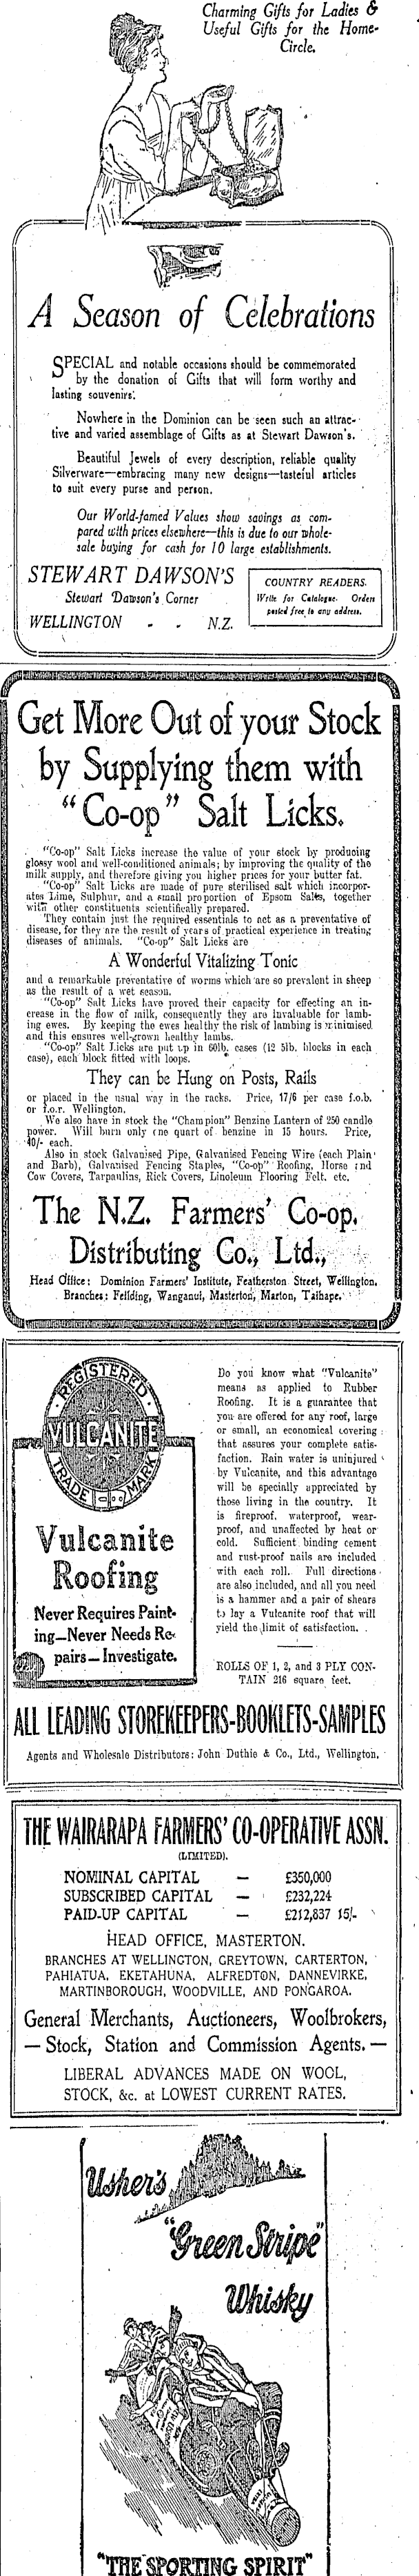 Charming Gifts for Ladies &
Useful Gifts for the Home-
Circle.
A Season of Celebrations
SPECIAL and notable occasions should be commemorated
by the donation of Gifts that will form worthy and
lasting souvenirs.
Nowhere in the Dominion can be seen such an attrac-
tive and varied assemblage of Gifts as at Stewart Dawson's.
Beautiful Jewels of every description, reliable quality
Silverware—embracing many new designs—tasteful articles
to suit every purse and person.
Our World-famed Values show savings as com-
pared with prices elsewhere—this is due to our whole-
sale buying for cash for 10 large establishments.
STEWART DAWSON'S
Stewart Dawson's Corner
WELLINGTON - - N.Z.
COUNTRY READERS.
Write for Catalogue. Orders
posted free to any address.
Get More Out of your Stock
by Supplying them with
"Co-op" Salt Licks.
"Co-op" Salt Licks increase the value of your stock by producing
glossy wool and well-conditioned animals; by improving the quality of the
milk supply, and therefore giving you higher prices for your butter fat.
"Co-op" Salt Licks are made of pure sterilised salt which incorpor-
ates Lime, Sulphur, and a small proportion of Epsom Salts, together
with other constituents scientifically prepared.
They contain just the required essentials to act as a preventative of
disease, for they are the result of years of practical experience in treating
diseases of animals. "Co-op" Salt Licks are
A Wonderful Vitalizing Tonic
and a remarkable preventative of worms which are so prevalent in sheep
as the result of a wet season.
"Co-op" Salt Licks have proved their capacity for effecting an in-
crease in the flow of milk, consequently they are invaluable for lamb-
ing ewes. By keeping the ewes healthy the risk of lambing is minimised
and this ensures well-grown healthy lambs.
"Co-op" Salt Licks are put up in 60lb. cases (12 5lb. blocks in each
case), each block fitted with loops.
They can be Hung on Posts, Rails
or placed in the usual way in the racks. Price, 17/6 per case f.o.b.
or f.o.r. Wellington.
We also have in stock the "Champion" Benzine Lantern of 250 candle
power. Will burn only one quart of benzine in 15 hours. Price,
40/- each.
Also in stock Galvanised Pipe, Galvanised Fencing Wire (each Plain
and Barb), Galvanised Fencing Staples, "Co-op" Roofing, Horse and
Cow Covers, Tarpaulins, Rick Covers, Linoleum Flooring Felt. etc.
The N.Z. Farmers' Co-op.
Distributing Co., Ltd.,
Head Office: Dominion Farmers' Institute, Featherston Street, Wellington.
Branches: Feilding, Wanganui, Masterton, Marton, Taihape.
REGISTERED
VULCANITE
TRADE MARK
Vulcanite
Roofing
Never Requires Paint-
ing—Never Needs Re-
pairs—Investigate.
Do you know what "Vulcanite"
means as applied to Rubber
Roofing. It is a guarantee that
you are offered for any roof, large
or small, an economical covering
that assures your complete satis-
faction. Rain water is uninjured
by Vulcanite, and this advantage
will be specially appreciated by
those living in the country. It
is fireproof, waterproof, wear-
proof, and unaffected by heat or
cold. Sufficient binding cement
and rust-proof nails are included
with each roll. Full directions
are also included, and all you need
is a hammer and a pair of shears
to lay a Vulcanite roof that will
yield the limit of satisfaction.
ROLLS OF 1, 2, and 3 PLY CON-
TAIN 216 square feet.
ALL LEADING STOREKEEPERS-BOOKLETS-SAMPLES
Agents and Wholesale Distributors: John Duthie & Co., Ltd., Wellington.
THE WAIRARAPA FARMERS' CO-OPERATIVE ASSN.
(LIMITED).
NOMINAL CAPITAL — £350,000
SUBSCRIBED CAPITAL — £232,224
PAID-UP CAPITAL — £212,837 15/-
HEAD OFFICE, MASTERTON.
BRANCHES AT WELLINGTON, GREYTOWN, CARTERTON,
PAHIATUA, EKETAHUNA, ALFREDTON, DANNEVIRKE,
MARTINBOROUGH, WOODVILLE, AND PONGAROA.
General Merchants, Auctioneers, Woolbrokers,
— Stock, Station and Commission Agents. —
LIBERAL ADVANCES MADE ON WOOL,
STOCK, &c. at LOWEST CURRENT RATES.
Usher's
"Green Stripe"
Whisky
"THE SPORTING SPIRIT"